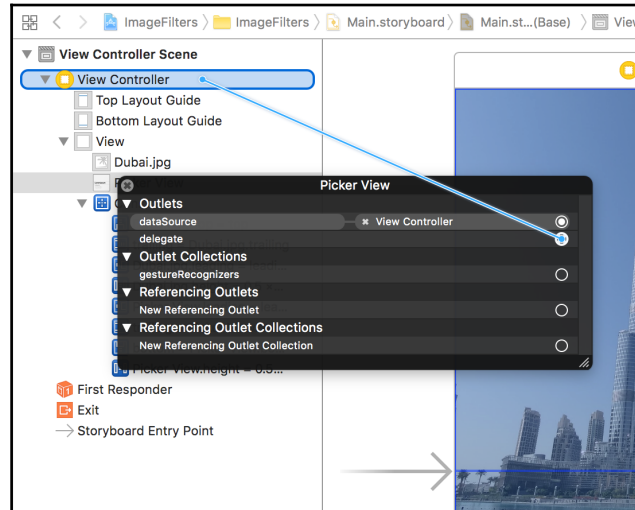 ImageFilters ImageFilters Main.storyboard Main.st...(Base) View
View Controller Scene
View Controller
Top Layout Guide
Bottom Layout Guide
View
Dubai.jpg
Picker View
Outlets
dataSource View Controller
delegate
Outlet Collections
gestureRecognizers
Referencing Outlets
New Referencing Outlet
Referencing Outlet Collections
New Referencing Outlet Collection
Picker View.height = 0.3...
First Responder
Exit
Storyboard Entry Point